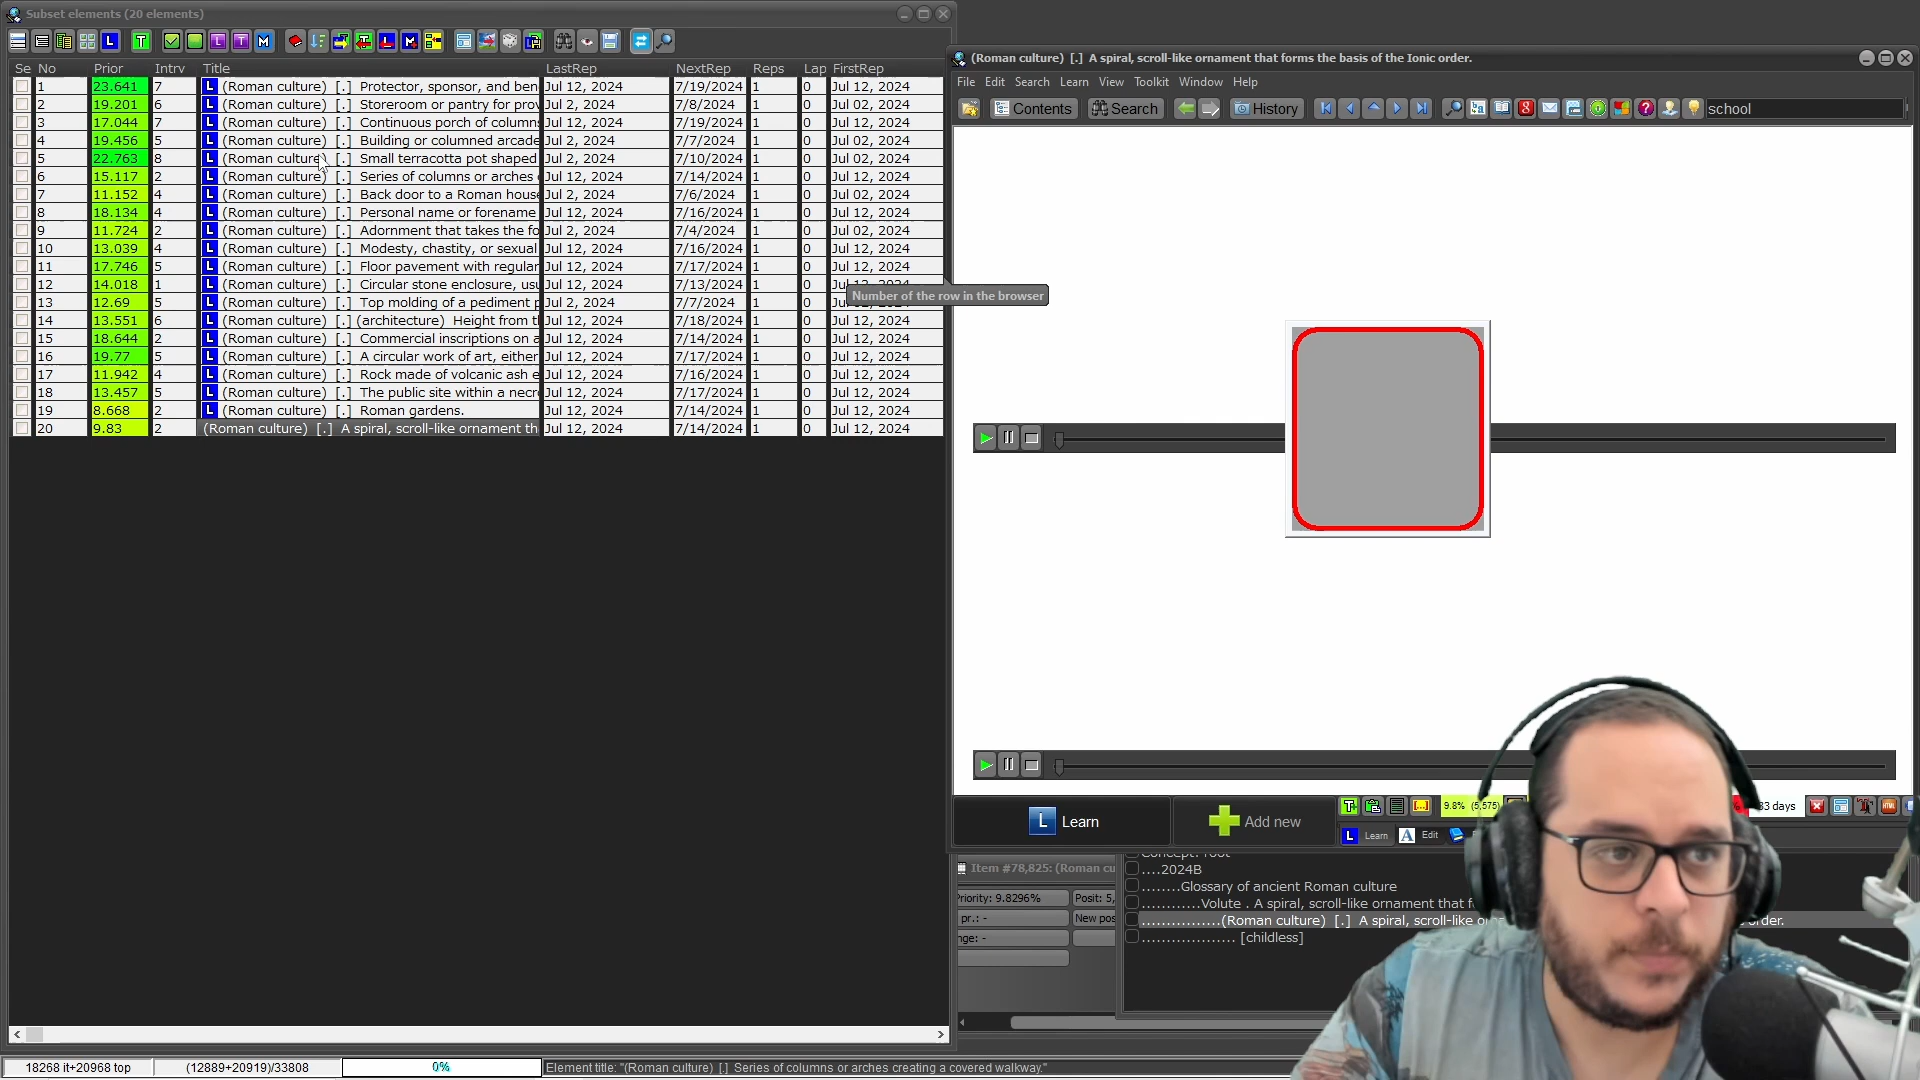 Subset elements (20 elements)
Se No Prior Intrv Title LastRep NextRep Reps Lap FirstRep
1 23.641 7 L (Roman culture) [.] Protector, sponsor, and ben Jul 12, 2024 7/19/2024 1 0 Jul 12, 2024
2 19.201 6 L (Roman culture) [.] Storeroom or pantry for prov Jul 2, 2024 7/8/2024 1 0 Jul 02, 2024
3 17.044 7 L (Roman culture) [.] Continuous porch of column Jul 12, 2024 7/19/2024 1 0 Jul 12, 2024
4 19.456 5 L (Roman culture) [.] Building or columned arcade Jul 2, 2024 7/7/2024 1 0 Jul 02, 2024
5 22.763 8 L (Roman culture) [.] Small terracotta pot shaped Jul 2, 2024 7/10/2024 1 0 Jul 02, 2024
6 15.117 2 L (Roman culture) [.] Series of columns or arches Jul 12, 2024 7/14/2024 1 0 Jul 12, 2024
7 11.152 4 L (Roman culture) [.] Back door to a Roman house Jul 2, 2024 7/6/2024 1 0 Jul 02, 2024
8 18.134 4 L (Roman culture) [.] Personal name or forename Jul 12, 2024 7/16/2024 1 0 Jul 12, 2024
9 11.724 2 L (Roman culture) [.] Adornment that takes the fo Jul 2, 2024 7/4/2024 1 0 Jul 02, 2024
10 13.039 4 L (Roman culture) [.] Modesty, chastity, or sexual Jul 12, 2024 7/16/2024 1 0 Jul 12, 2024
11 17.746 5 L (Roman culture) [.] Floor pavement with regular Jul 12, 2024 7/17/2024 1 0 Jul 12, 2024
12 14.018 1 L (Roman culture) [.] Circular stone enclosure, usu Jul 12, 2024 7/13/2024 1 0 Jul
13 12.69 5 L (Roman culture) [.] Top molding of a pediment p Jul 2, 2024 7/7/2024 1 0
Number of the row in the browser
14 13.551 6 L (Roman culture) [.] (architecture) Height from t Jul 12, 2024 7/18/2024 1 0 Jul 12, 2024
15 18.644 2 L (Roman culture) [.] Commercial inscriptions on a Jul 12, 2024 7/14/2024 1 0 Jul 12, 2024
16 19.77 5 L (Roman culture) [.] A circular work of art, either Jul 12, 2024 7/17/2024 1 0 Jul 12, 2024
17 11.942 4 L (Roman culture) [.] Rock made of volcanic ash e Jul 12, 2024 7/16/2024 1 0 Jul 12, 2024
18 13.457 5 L (Roman culture) [.] The public site within a necr Jul 12, 2024 7/17/2024 1 0 Jul 12, 2024
19 8.668 2 L (Roman culture) [.] Roman gardens. Jul 12, 2024 7/14/2024 1 0 Jul 12, 2024
20 9.83 2 (Roman culture) [.] A spiral, scroll-like ornament th Jul 12, 2024 7/14/2024 1 0 Jul 12, 2024
18268 it+20968 top (12889+20919)/33808 0% Element title: "(Roman culture) [.] Series of columns or arches creating a covered walkway."
(Roman culture) [.] A spiral, scroll-like ornament that forms the basis of the Ionic order.
File Edit Search Learn View Toolkit Window Help
Contents Search History school
L Learn Add new
9.8% (5,575) 33 days
L Learn A Edit
Item #78,825: (Roman cu
Priority: 9.8296% Posit: 5,
pr.: - New pos
nge: -
Concept: root
....2024B
........Glossary of ancient Roman culture
............Volute . A spiral, scroll-like ornament that f
................(Roman culture) [.] A spiral, scroll-like order.
.................. [childless]